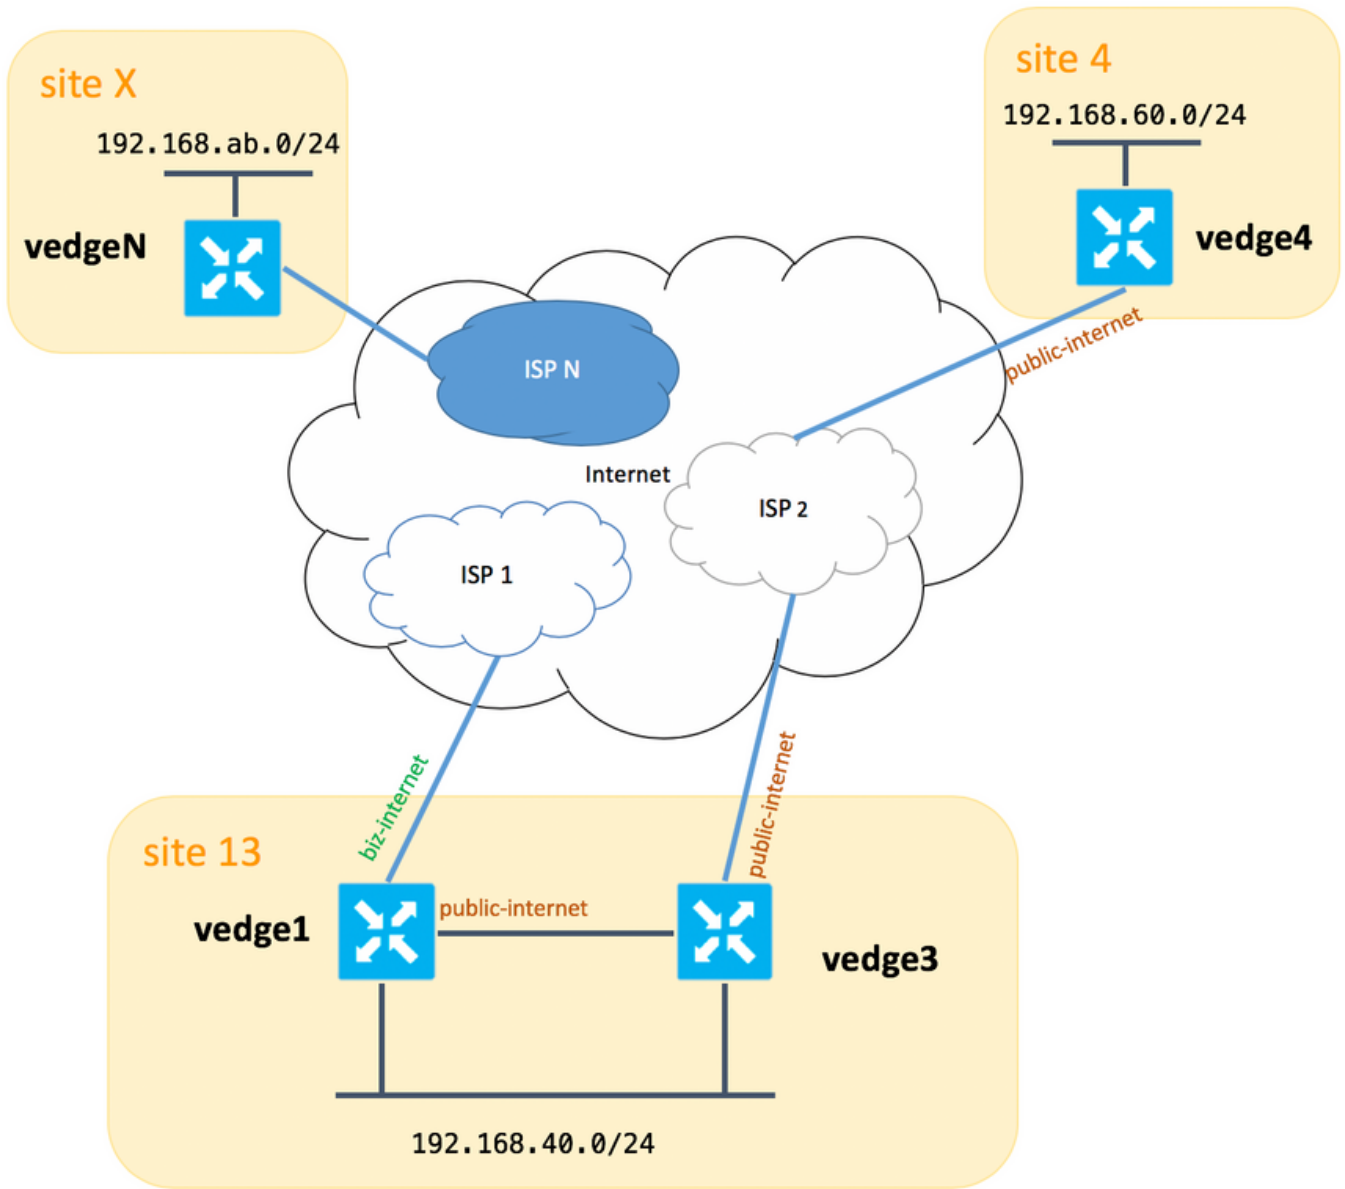 site X
192.168.ab.0/24
vedgeN
site 4
192.168.60.0/24
vedge4
public-internet
ISP N
Internet
ISP 2
ISP 1
biz-internet
public-internet
site 13
vedge1
public-internet
vedge3
192.168.40.0/24